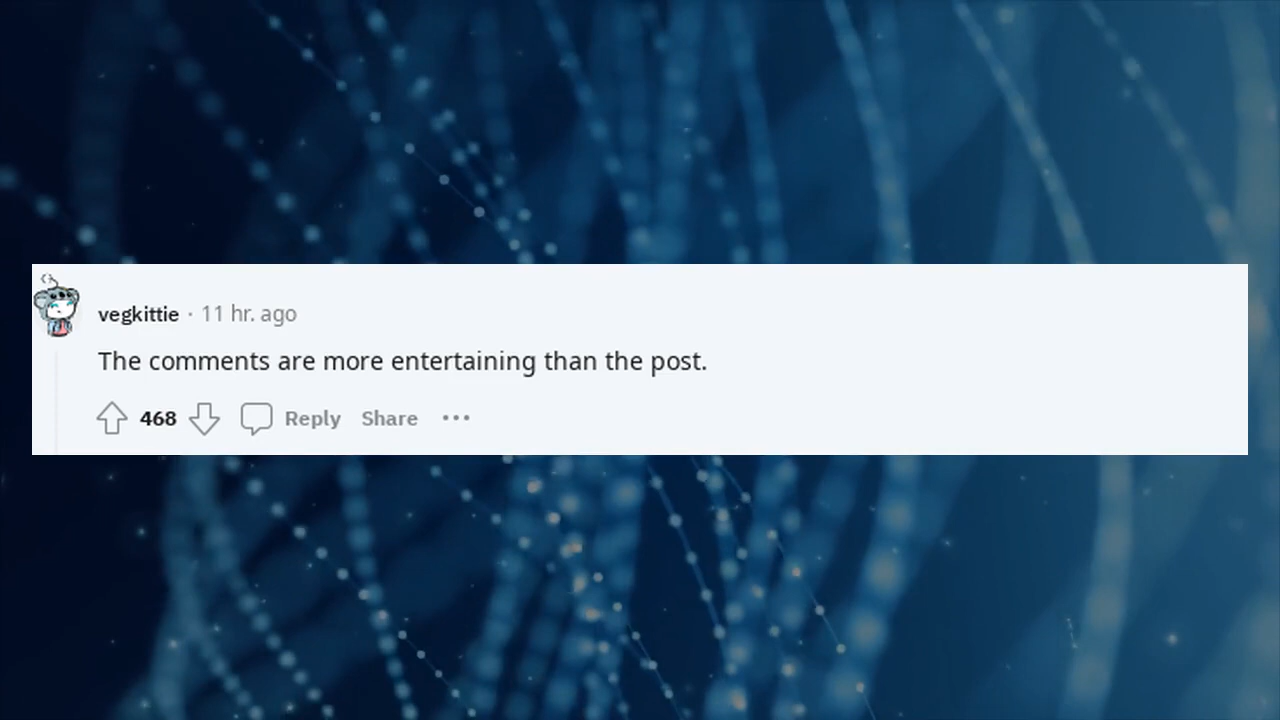 vegkittie · 11 hr. ago
The comments are more entertaining than the post.
468 Reply Share ···